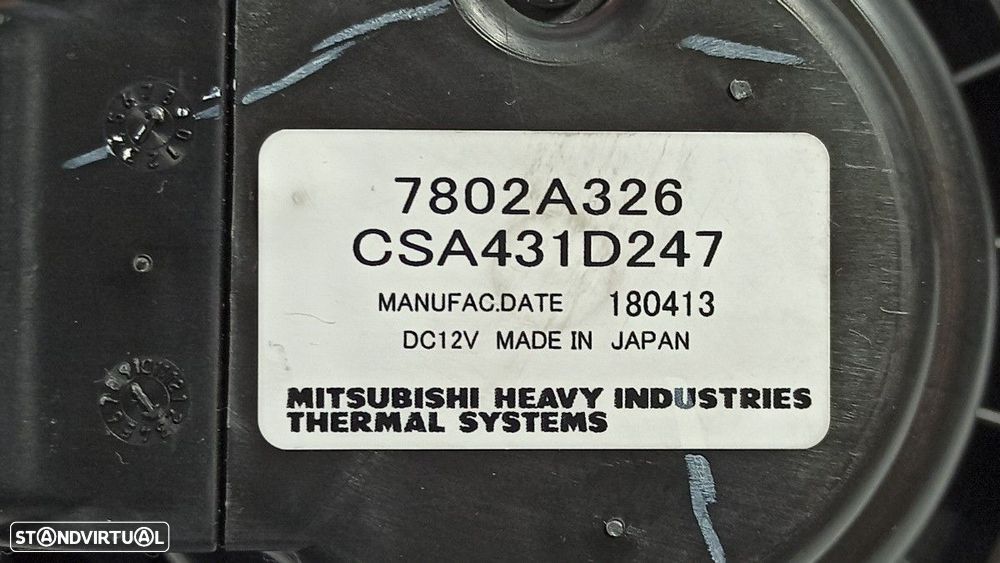 7802A326
CSA431D247
MANUFAC.DATE 180413
DC12V MADE IN JAPAN
MITSUBISHI HEAVY INDUSTRIES
THERMAL SYSTEMS
STANDVIRTUAL